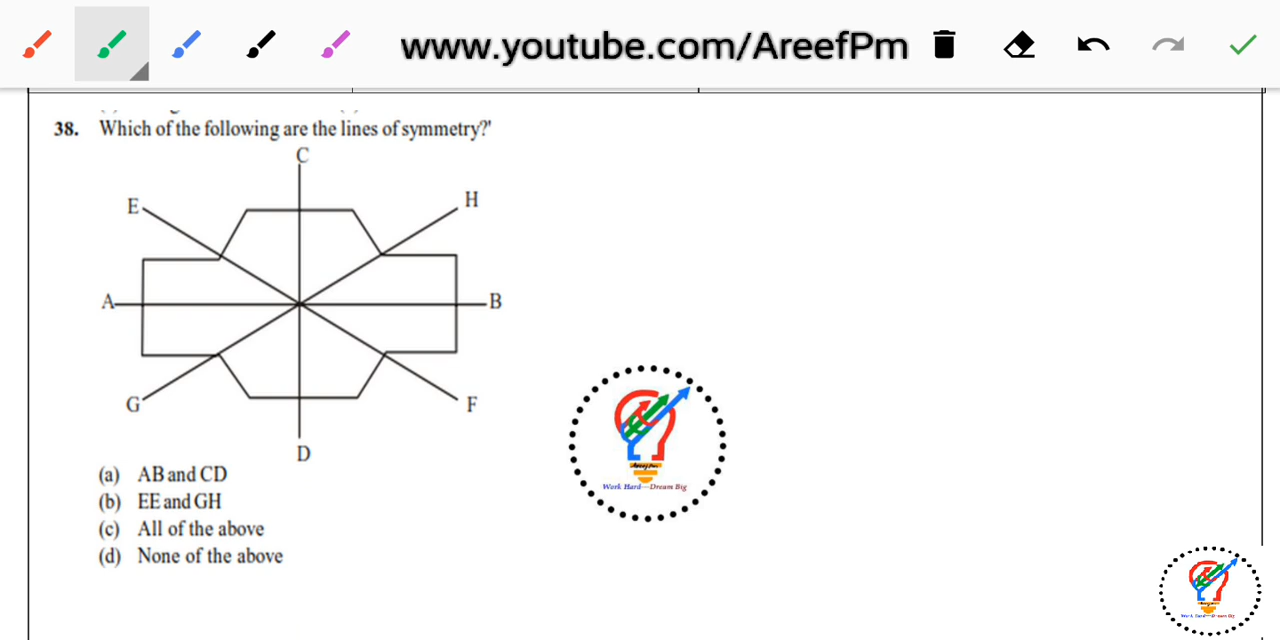 www.youtube.com/AreefPm
38. Which of the following are the lines of symmetry?'
C
E
H
A
B
G
F
D
(a) AB and CD
(b) EE and GH
(c) All of the above
(d) None of the above
Work Hard---Dream Big